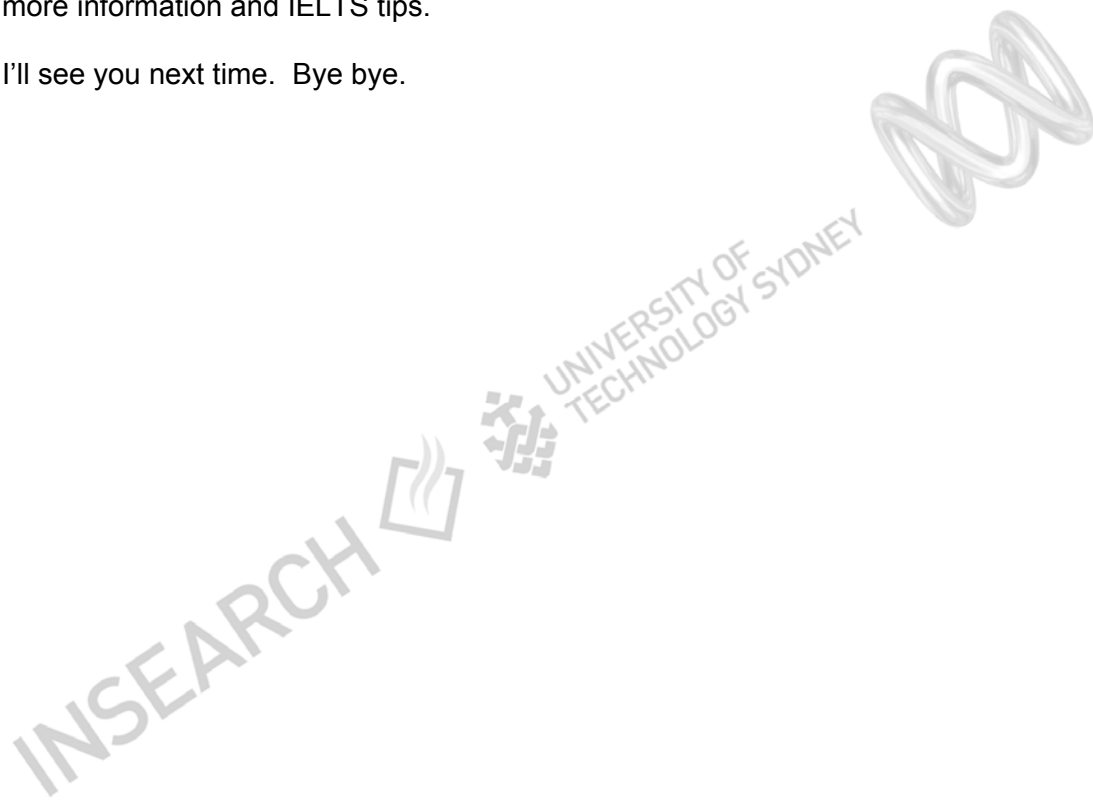 more information and IELTS tips.
I'll see you next time.  Bye bye.
UNIVERSITY OF
TECHNOLOGY SYDNEY
INSEARCH